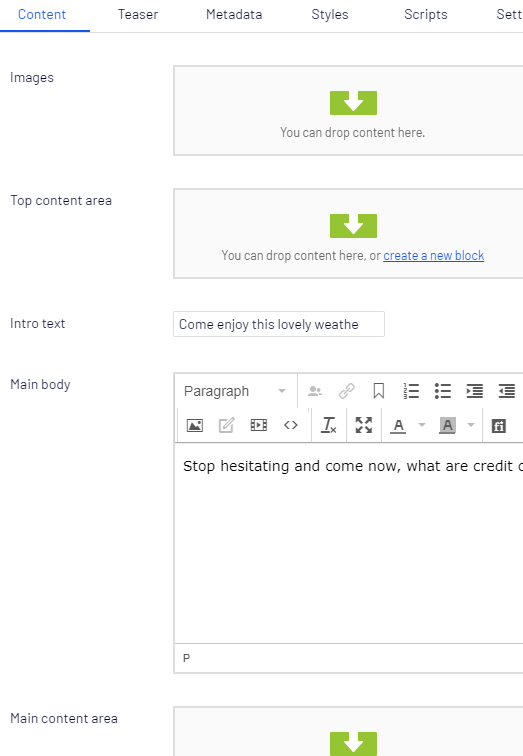 Content Teaser Metadata Styles Scripts Sett
Images
You can drop content here.
Top content area
You can drop content here, or create a new block
Intro text Come enjoy this lovely weathe
Main body
Paragraph
A A
Stop hesitating and come now, what are credit c
P
Main content area